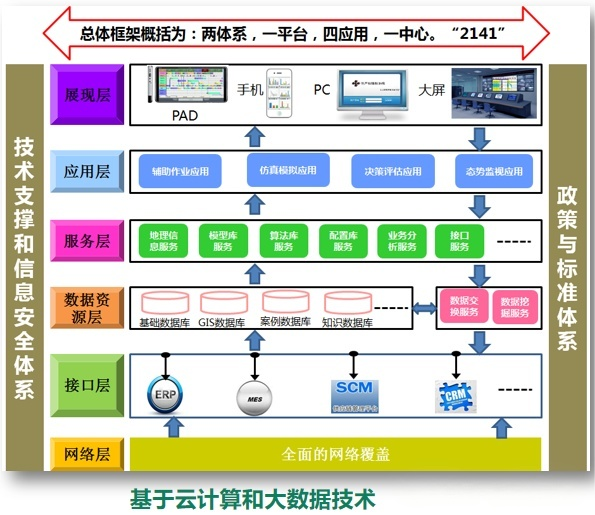 总体框架概括为：两体系，一平台，四应用，一中心。“2141”
技术支撑和信息安全体系
政策与标准体系
展现层
PAD
手机
PC
大屏
应用层
辅助作业应用
仿真模拟应用
决策评估应用
态势监视应用
服务层
地理信
息服务
模型库
服务
算法库
服务
配置库
服务
业务分
析服务
接口
服务
数据资
源层
基础数据库
GIS数据库
案例数据库
知识数据库
数据交
换服务
数据挖
掘服务
接口层
ERP
MES
SCM
供应链管理平台
CRM
网络层
全面的网络覆盖
基于云计算和大数据技术